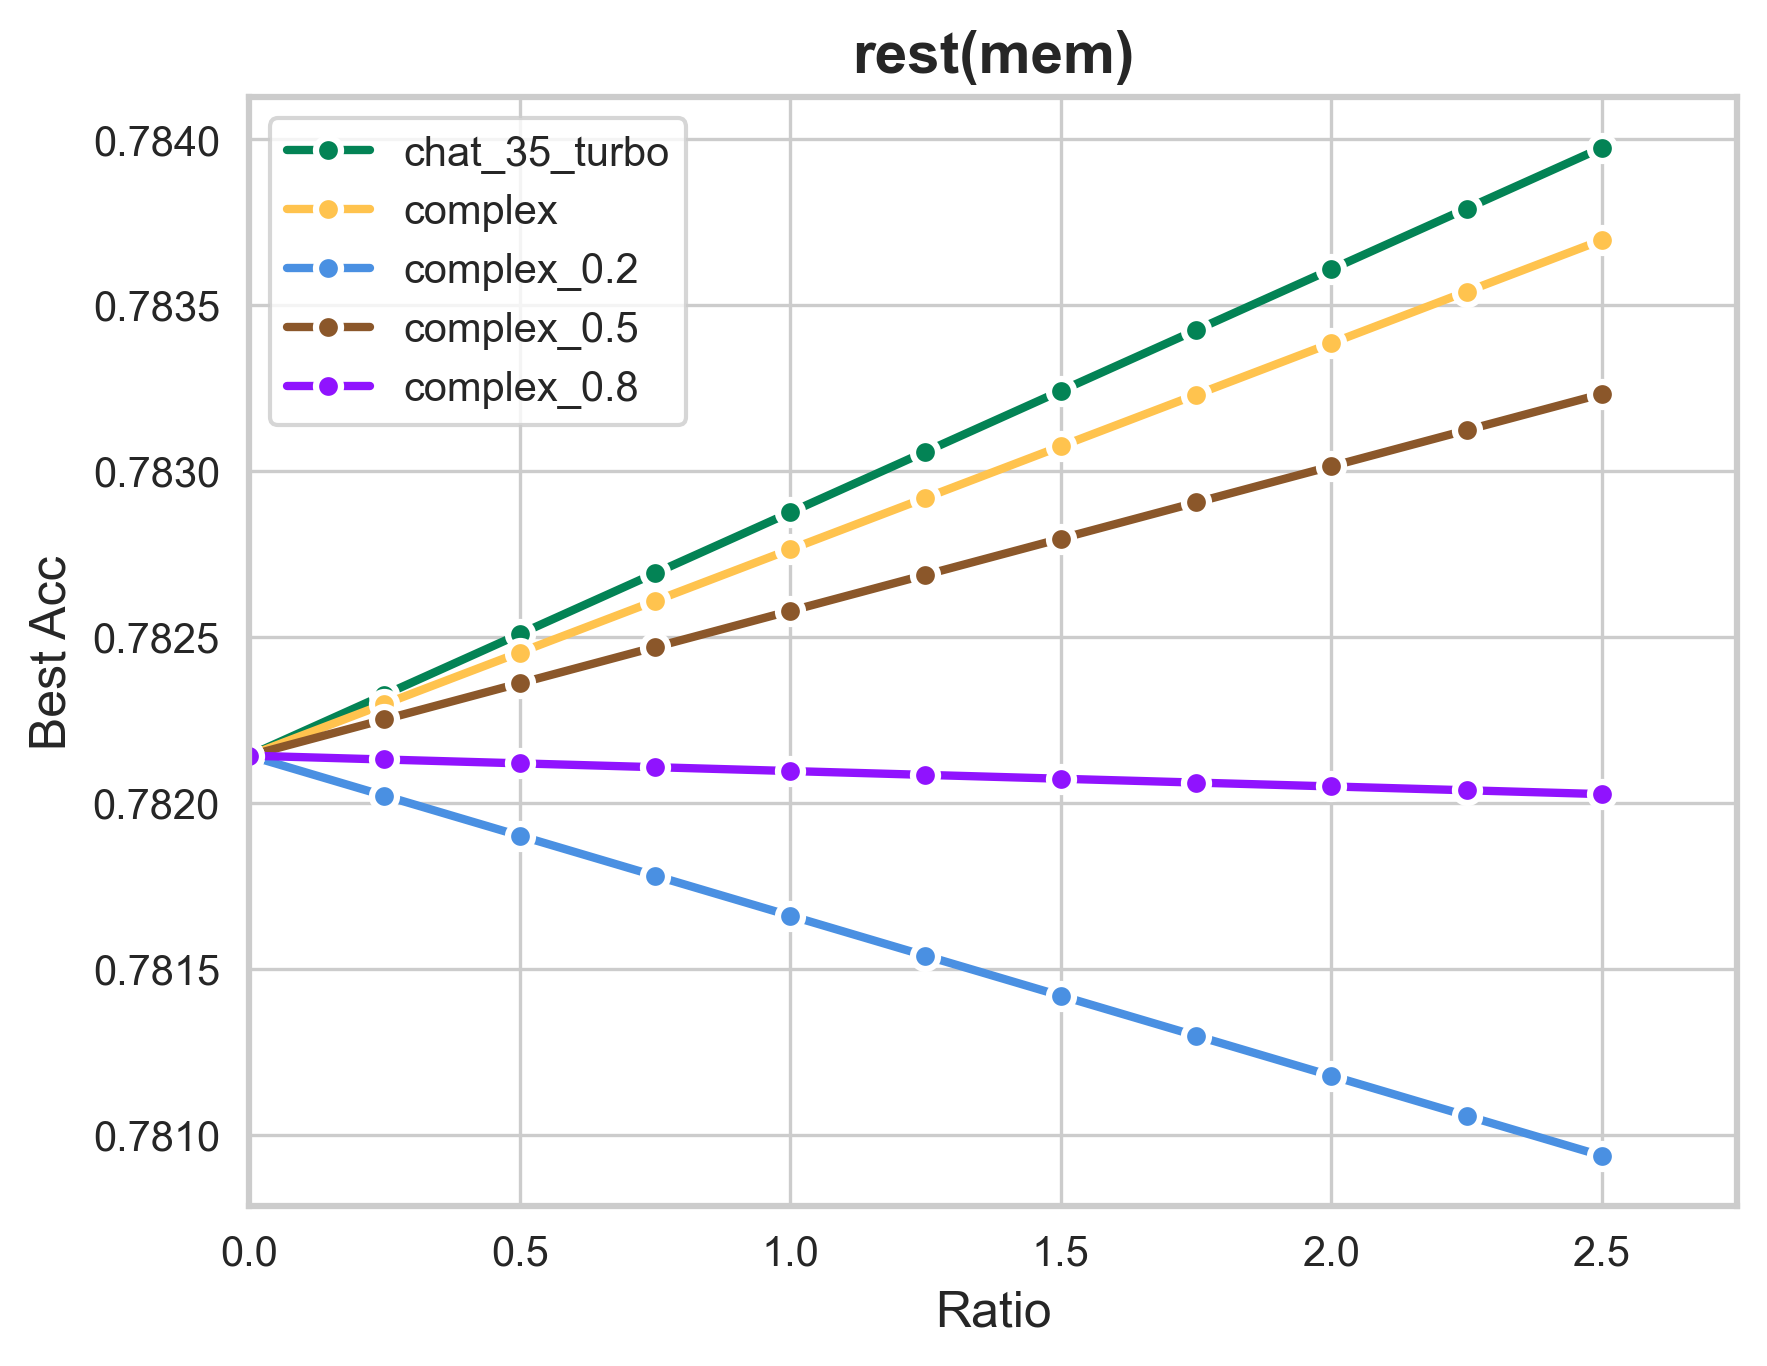 rest(mem)
0.7840
0.7835
0.7830
0.7825
0.7820
0.7815
0.7810
Best Acc
chat_35_turbo
complex
complex_0.2
complex_0.5
complex_0.8
0.0 0.5 1.0 1.5 2.0 2.5
Ratio